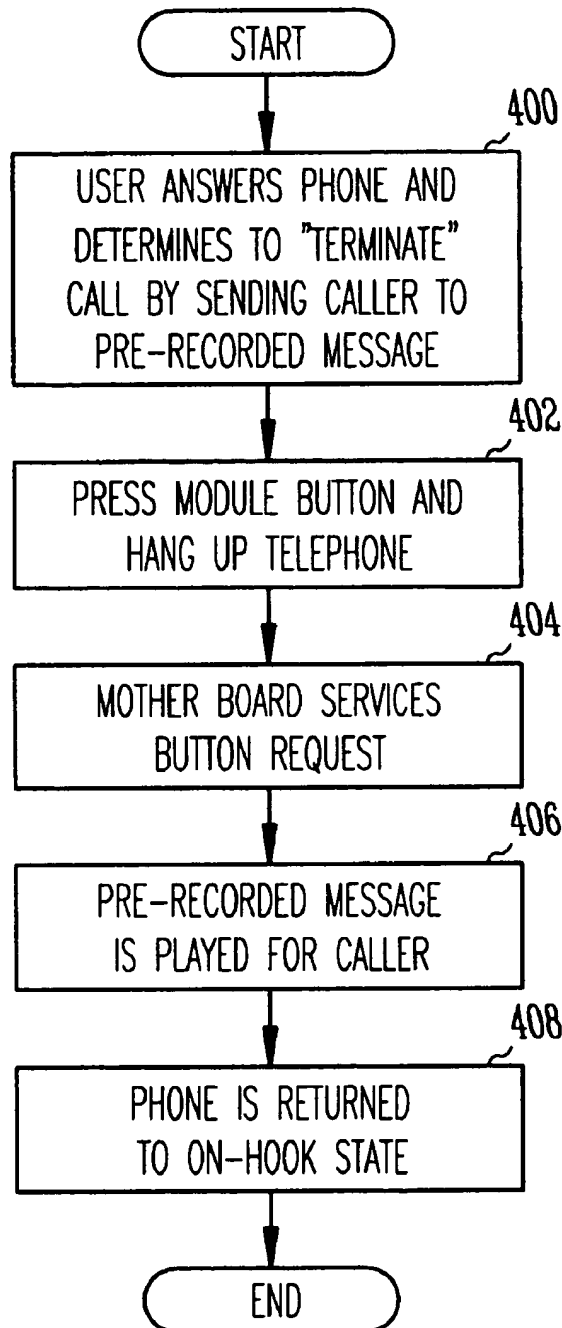 START
400
USER ANSWERS PHONE AND
DETERMINES TO "TERMINATE"
CALL BY SENDING CALLER TO
PRE-RECORDED MESSAGE
402
PRESS MODULE BUTTON AND
HANG UP TELEPHONE
404
MOTHER BOARD SERVICES
BUTTON REQUEST
406
PRE-RECORDED MESSAGE
IS PLAYED FOR CALLER
408
PHONE IS RETURNED
TO ON-HOOK STATE
END